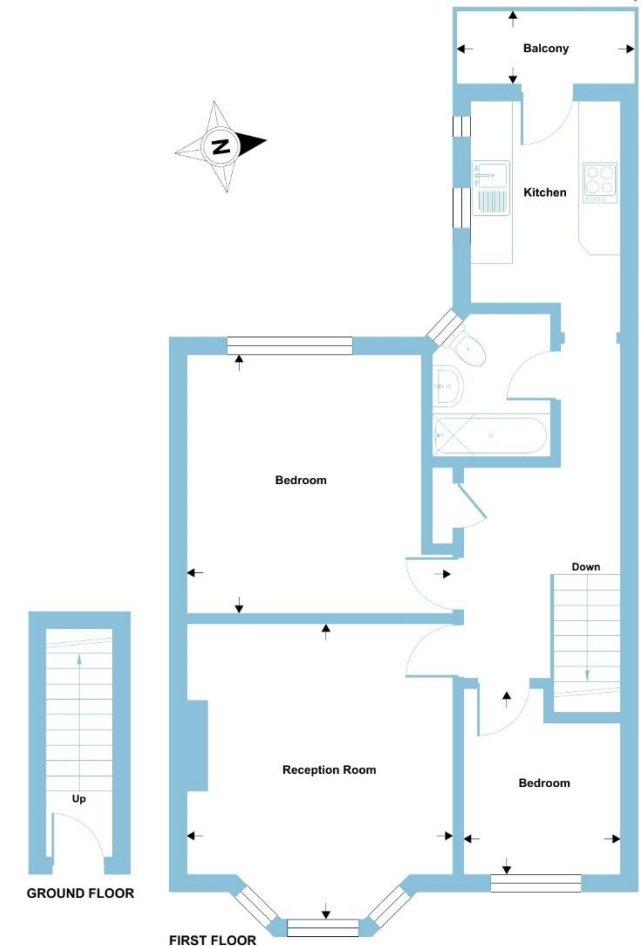 Balcony
N
Kitchen
Bedroom
Down
Reception Room
Bedroom
Up
GROUND FLOOR
FIRST FLOOR